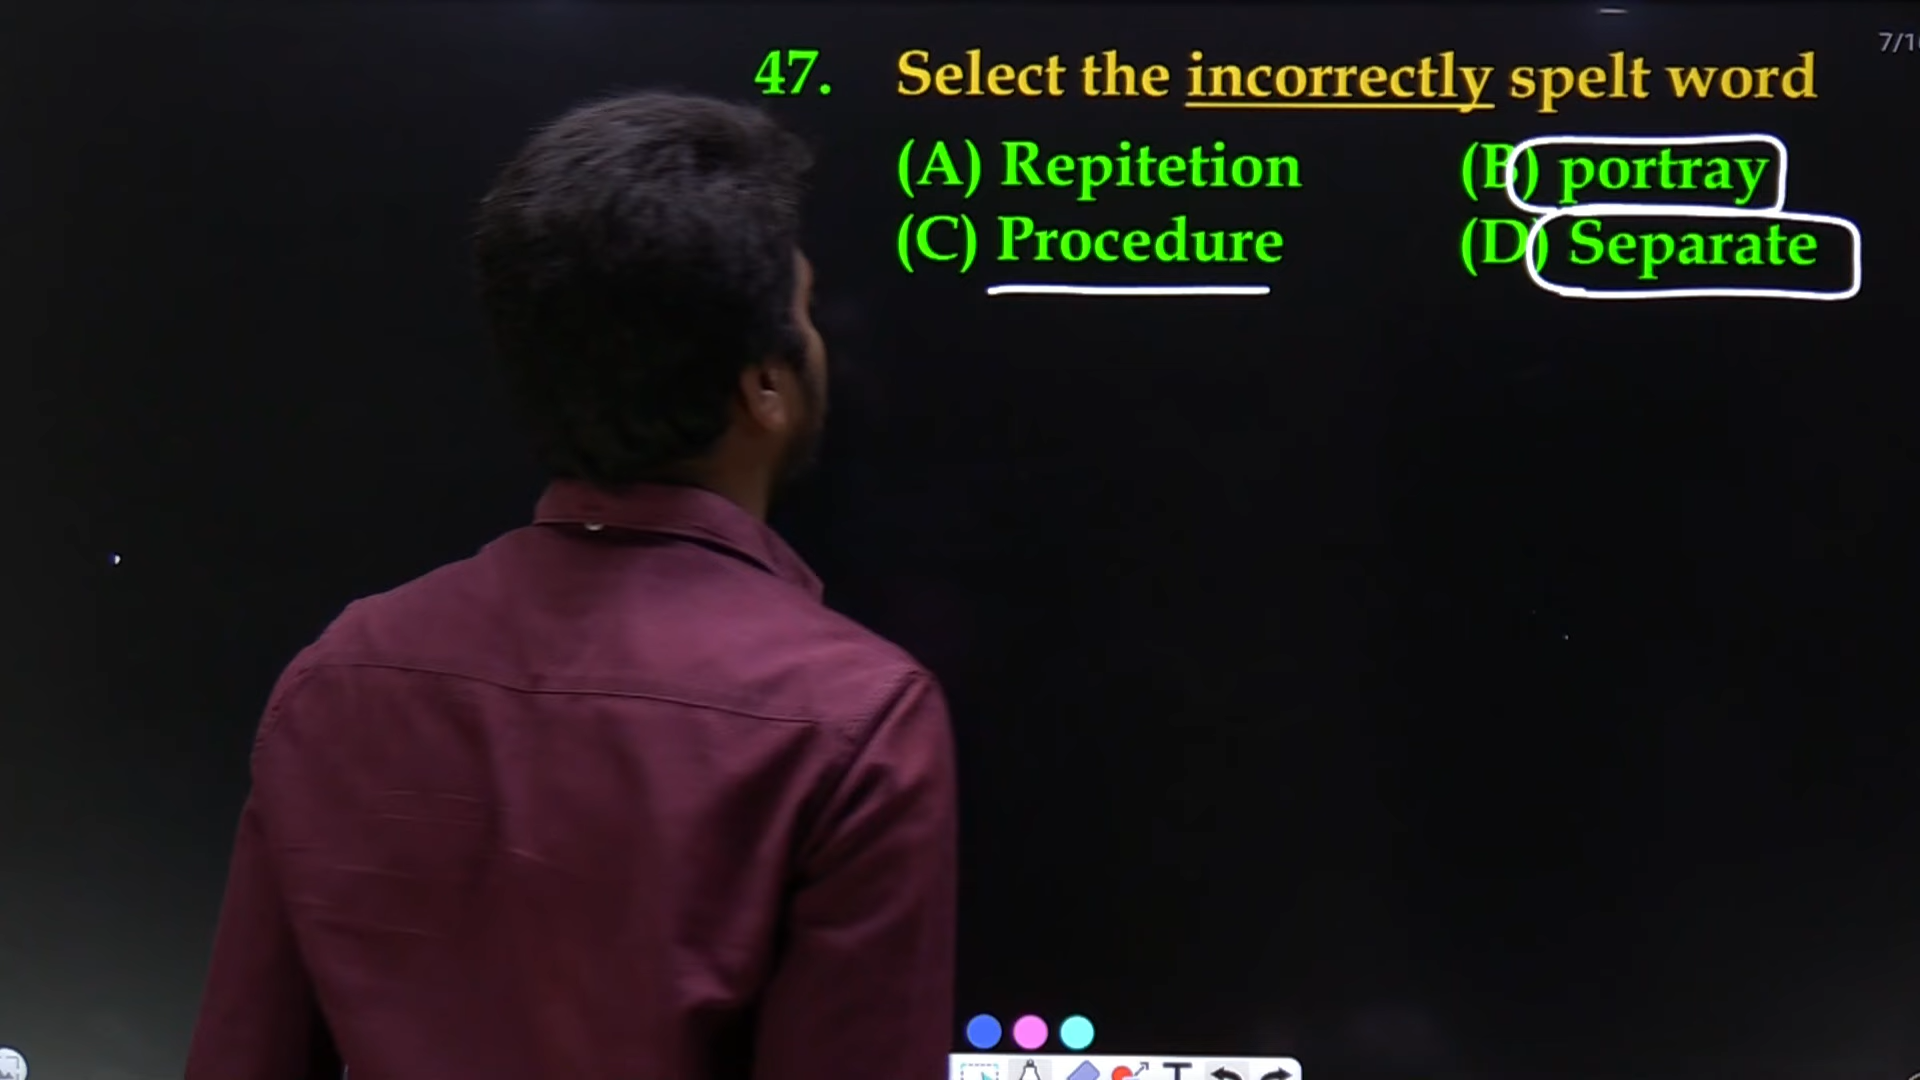 47. Select the incorrectly spelt word
(A) Repitetion (B) portray
(C) Procedure (D) Separate